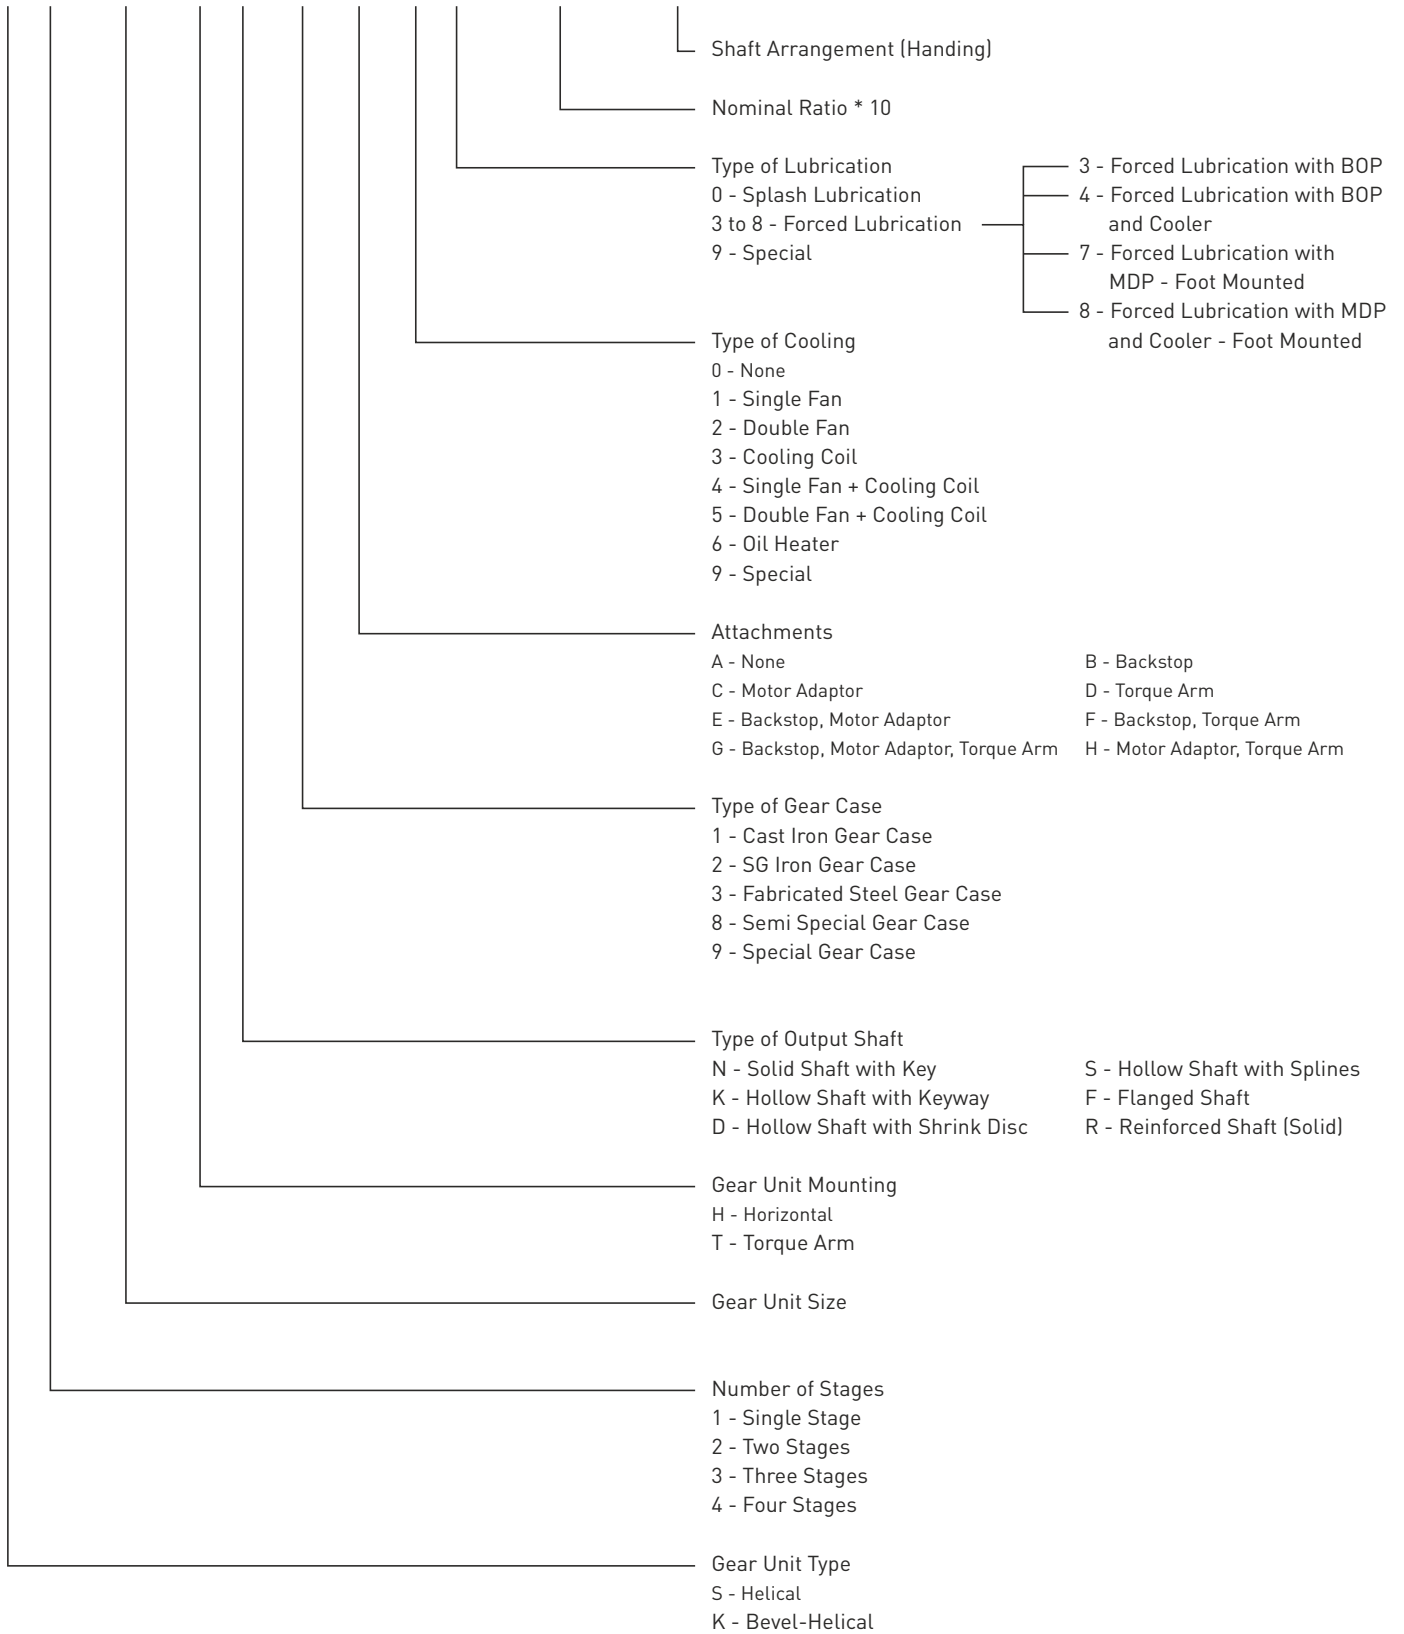 Shaft Arrangement (Handing)
Nominal Ratio * 10
Type of Lubrication
0 - Splash Lubrication
3 to 8 - Forced Lubrication
9 - Special
3 - Forced Lubrication with BOP
4 - Forced Lubrication with BOP
and Cooler
7 - Forced Lubrication with
MDP - Foot Mounted
8 - Forced Lubrication with MDP
and Cooler - Foot Mounted
Type of Cooling
0 - None
1 - Single Fan
2 - Double Fan
3 - Cooling Coil
4 - Single Fan + Cooling Coil
5 - Double Fan + Cooling Coil
6 - Oil Heater
9 - Special
Attachments
A - None
B - Backstop
C - Motor Adaptor
D - Torque Arm
E - Backstop, Motor Adaptor
F - Backstop, Torque Arm
G - Backstop, Motor Adaptor, Torque Arm
H - Motor Adaptor, Torque Arm
Type of Gear Case
1 - Cast Iron Gear Case
2 - SG Iron Gear Case
3 - Fabricated Steel Gear Case
8 - Semi Special Gear Case
9 - Special Gear Case
Type of Output Shaft
N - Solid Shaft with Key
S - Hollow Shaft with Splines
K - Hollow Shaft with Keyway
F - Flanged Shaft
D - Hollow Shaft with Shrink Disc
R - Reinforced Shaft (Solid)
Gear Unit Mounting
H - Horizontal
T - Torque Arm
Gear Unit Size
Number of Stages
1 - Single Stage
2 - Two Stages
3 - Three Stages
4 - Four Stages
Gear Unit Type
S - Helical
K - Bevel-Helical